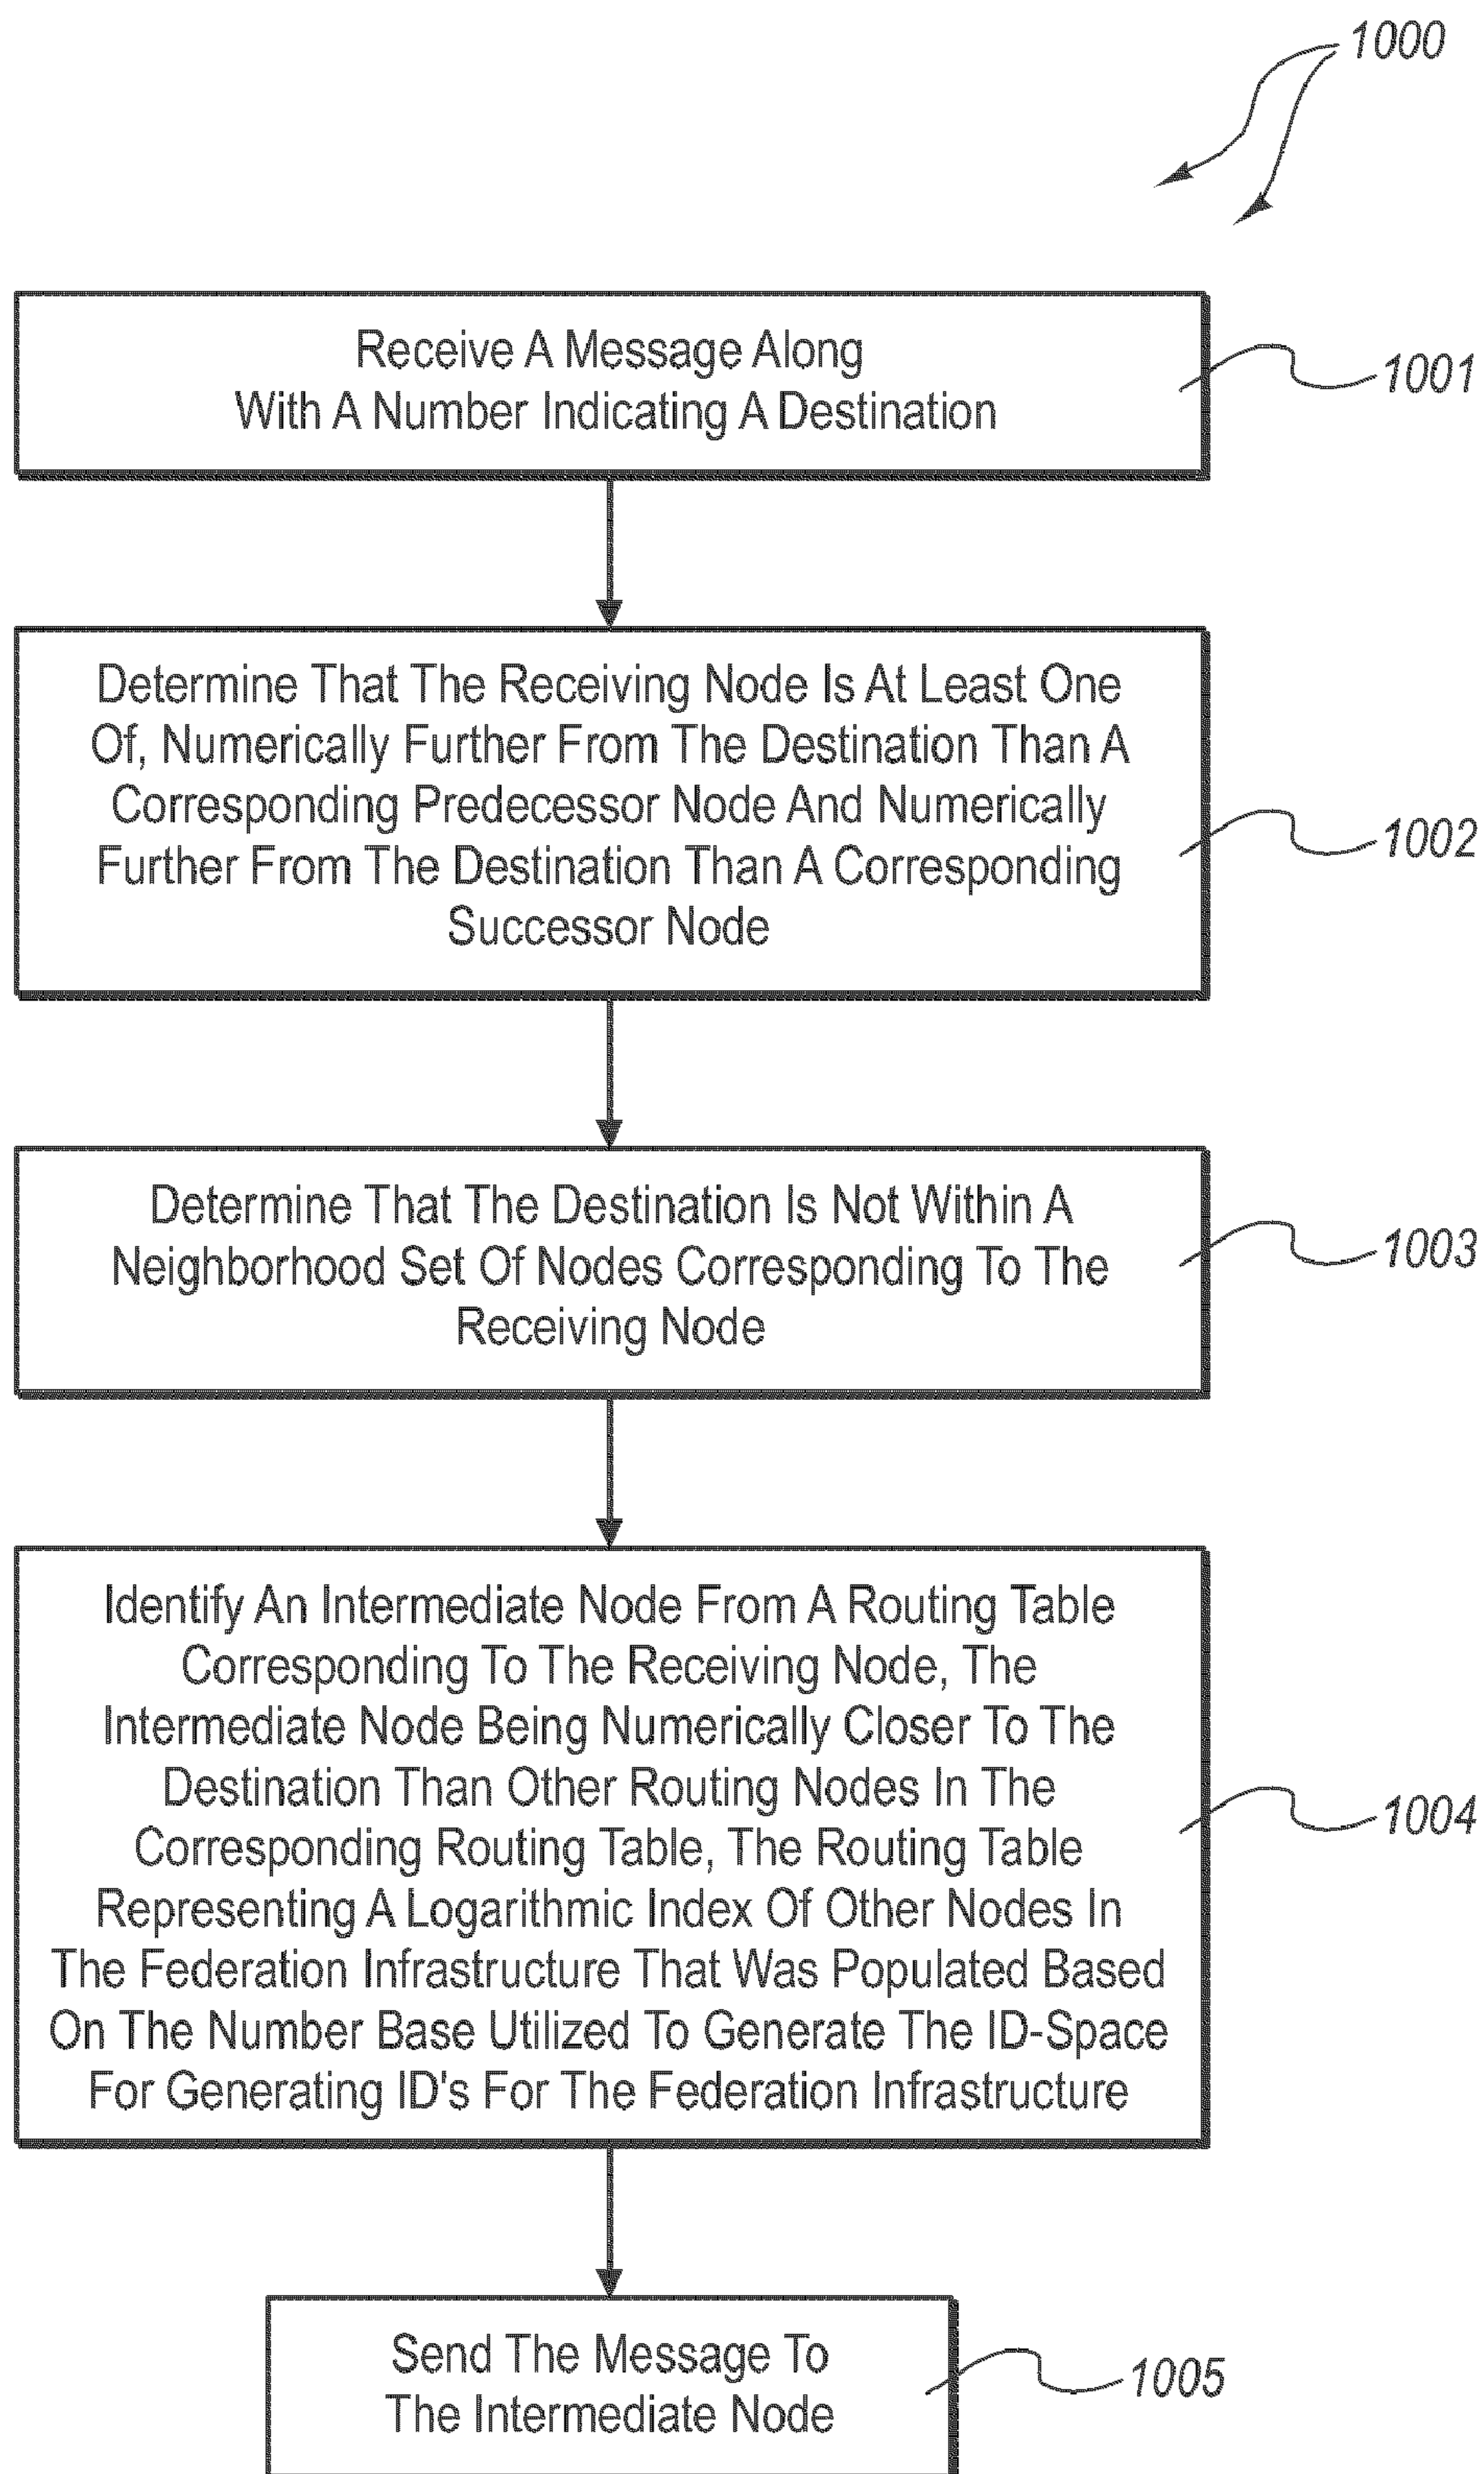 1000
Receive A Message Along
With A Number Indicating A Destination
1001
Determine That The Receiving Node Is At Least One
Of, Numerically Further From The Destination Than A
Corresponding Predecessor Node And Numerically
Further From The Destination Than A Corresponding
Successor Node
1002
Determine That The Destination Is Not Within A
Neighborhood Set Of Nodes Corresponding To The
Receiving Node
1003
Identify An Intermediate Node From A Routing Table
Corresponding To The Receiving Node, The
Intermediate Node Being Numerically Closer To The
Destination Than Other Routing Nodes In The
Corresponding Routing Table, The Routing Table
Representing A Logarithmic Index Of Other Nodes In
The Federation Infrastructure That Was Populated Based
On The Number Base Utilized To Generate The ID-Space
For Generating ID's For The Federation Infrastructure
1004
Send The Message To
The Intermediate Node
1005